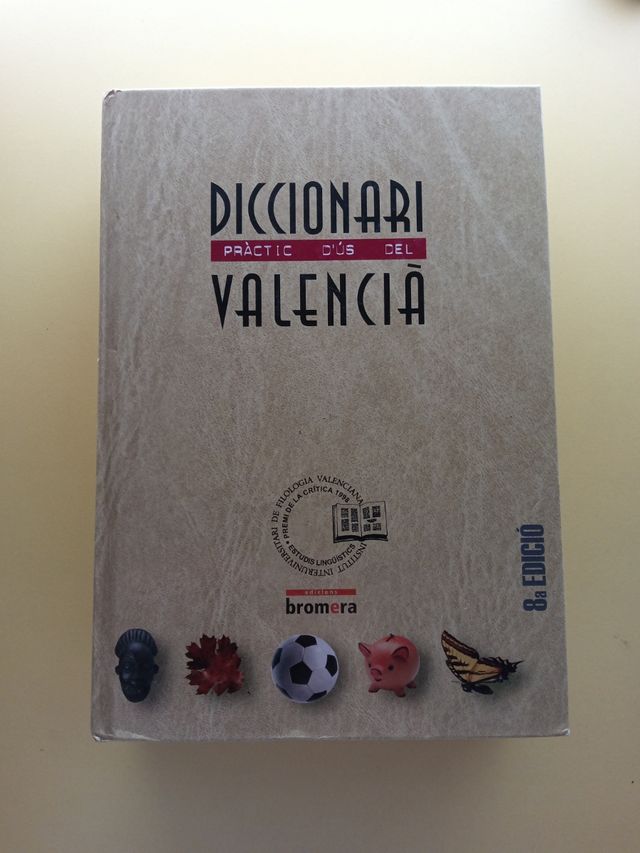 DICCIONARI
PRÀCTIC D'ÚS DEL
VALENCIÀ
INSTITUT INTERUNIVERSITARI DE FILOLOGIA VALENCIANA
• PREMI DE LA CRÍTICA 1996 •
ESTUDIS LINGÜÍSTICS
edicions
bromera
8a EDICIÓ